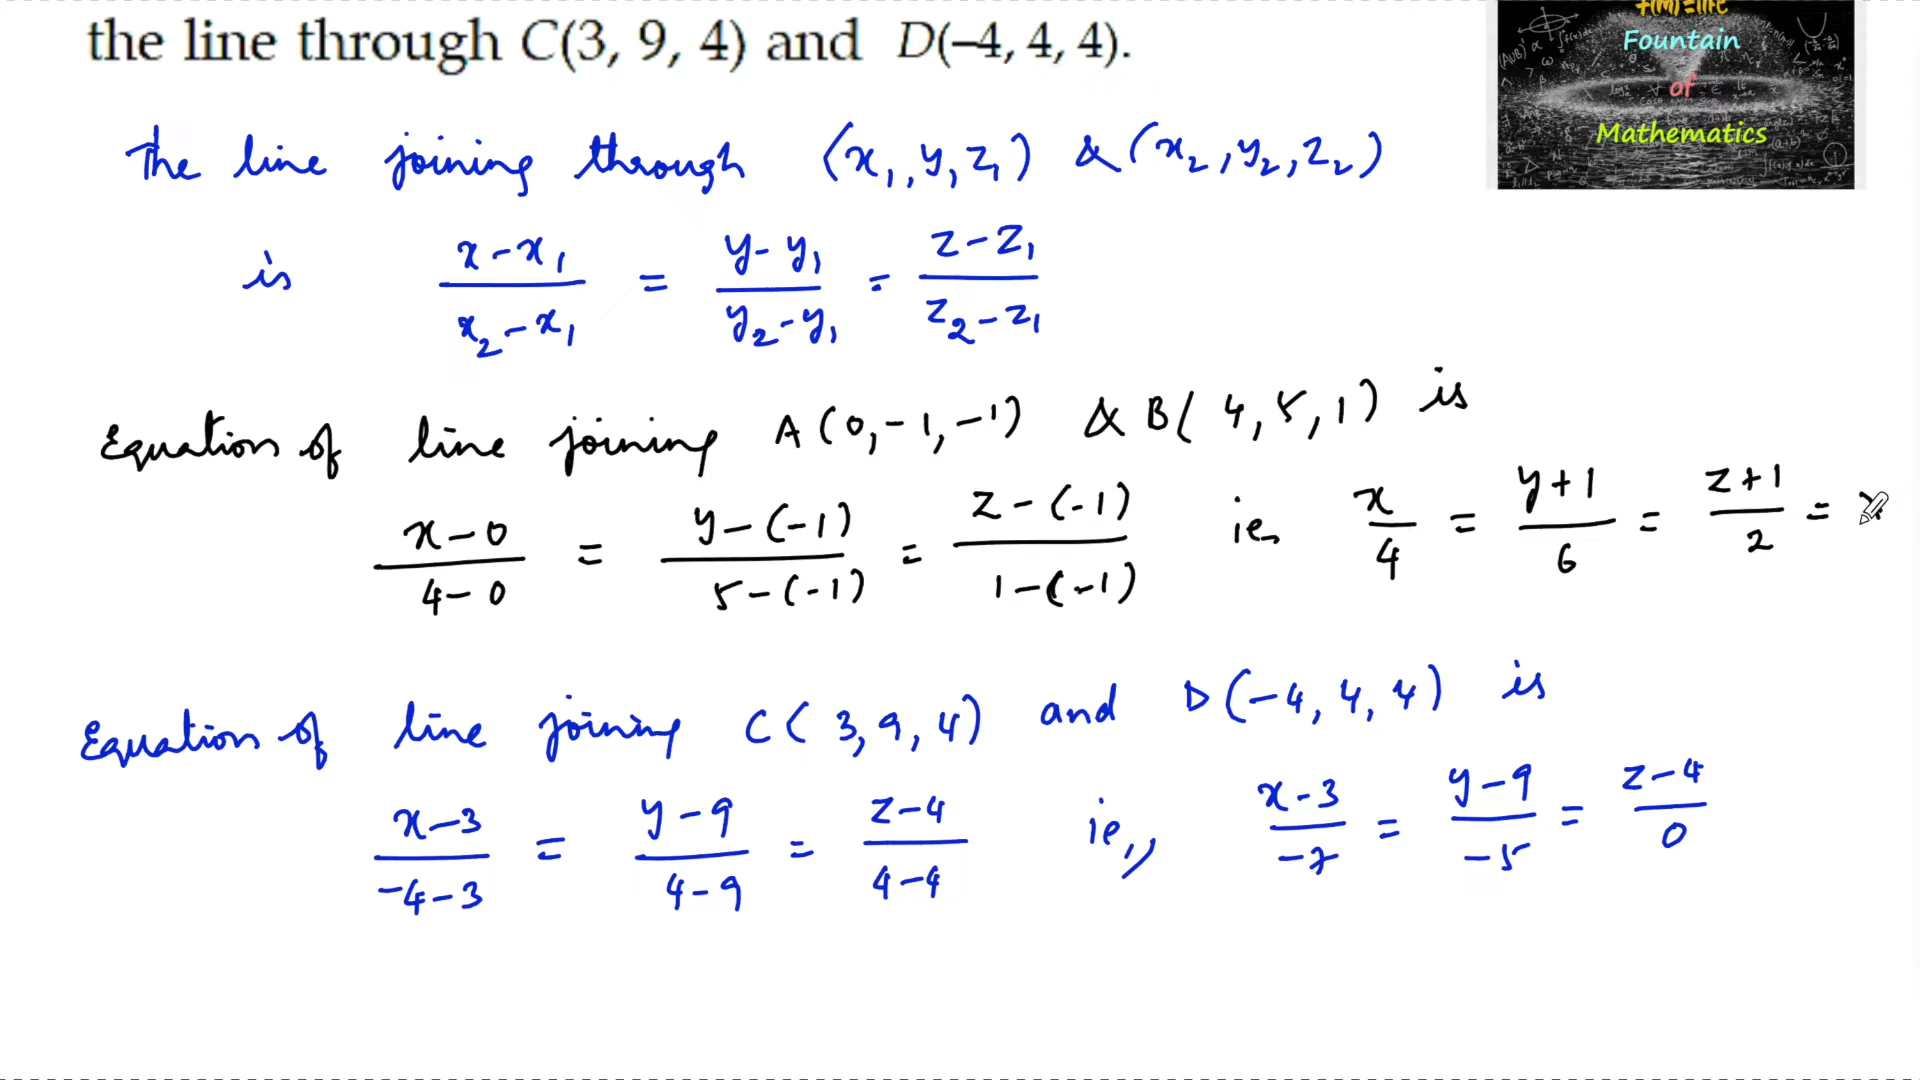 the line through C(3, 9, 4) and D(–4, 4, 4).
Fountain
of
Mathematics
The line joining through (x₁, y₁ z₁) & (x₂, y₂, z₂)
is (x-x₁)/(x₂-x₁) = (y-y₁)/(y₂-y₁) = (z-z₁)/(z₂-z₁)
Equation of line joining A(0,-1,-1) & B(4,5,1) is
(x-0)/(4-0) = (y-(-1))/(5-(-1)) = (z-(-1))/(1-(-1)) ie, x/4 = (y+1)/6 = (z+1)/2 =
Equation of line joining C(3,9,4) and D(-4,4,4) is
(x-3)/(-4-3) = (y-9)/(4-9) = (z-4)/(4-4) ie,, (x-3)/-7 = (y-9)/-5 = (z-4)/0